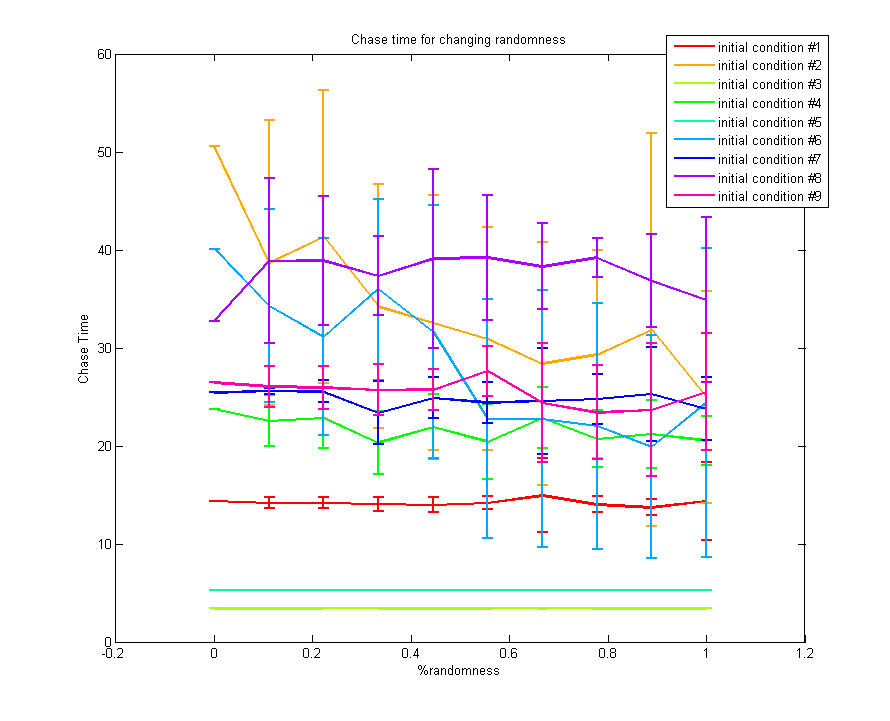 Chase time for changing randomness
initial condition #1
initial condition #2
initial condition #3
initial condition #4
initial condition #5
initial condition #6
initial condition #7
initial condition #8
initial condition #9
60
50
40
30
20
10
0
Chase Time
-0.2 0 0.2 0.4 0.6 0.8 1 1.2
%randomness